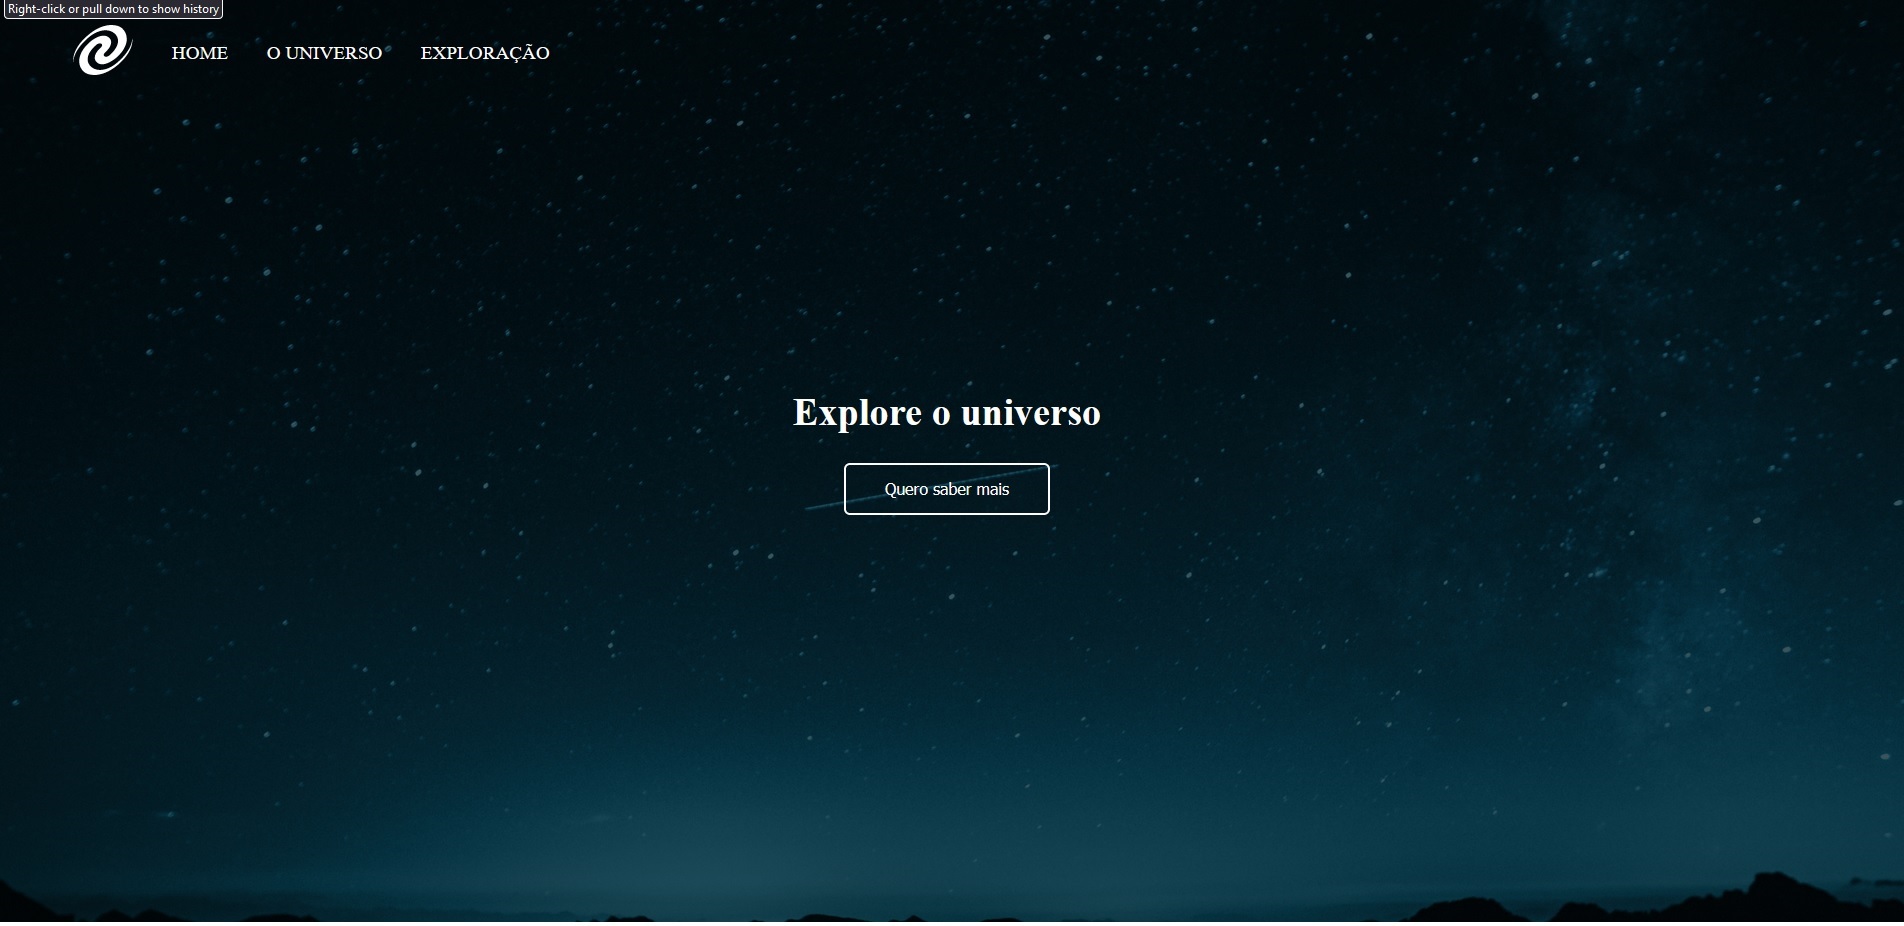 Right-click or pull down to show history
HOME O UNIVERSO EXPLORAÇÃO
Explore o universo
Quero saber mais